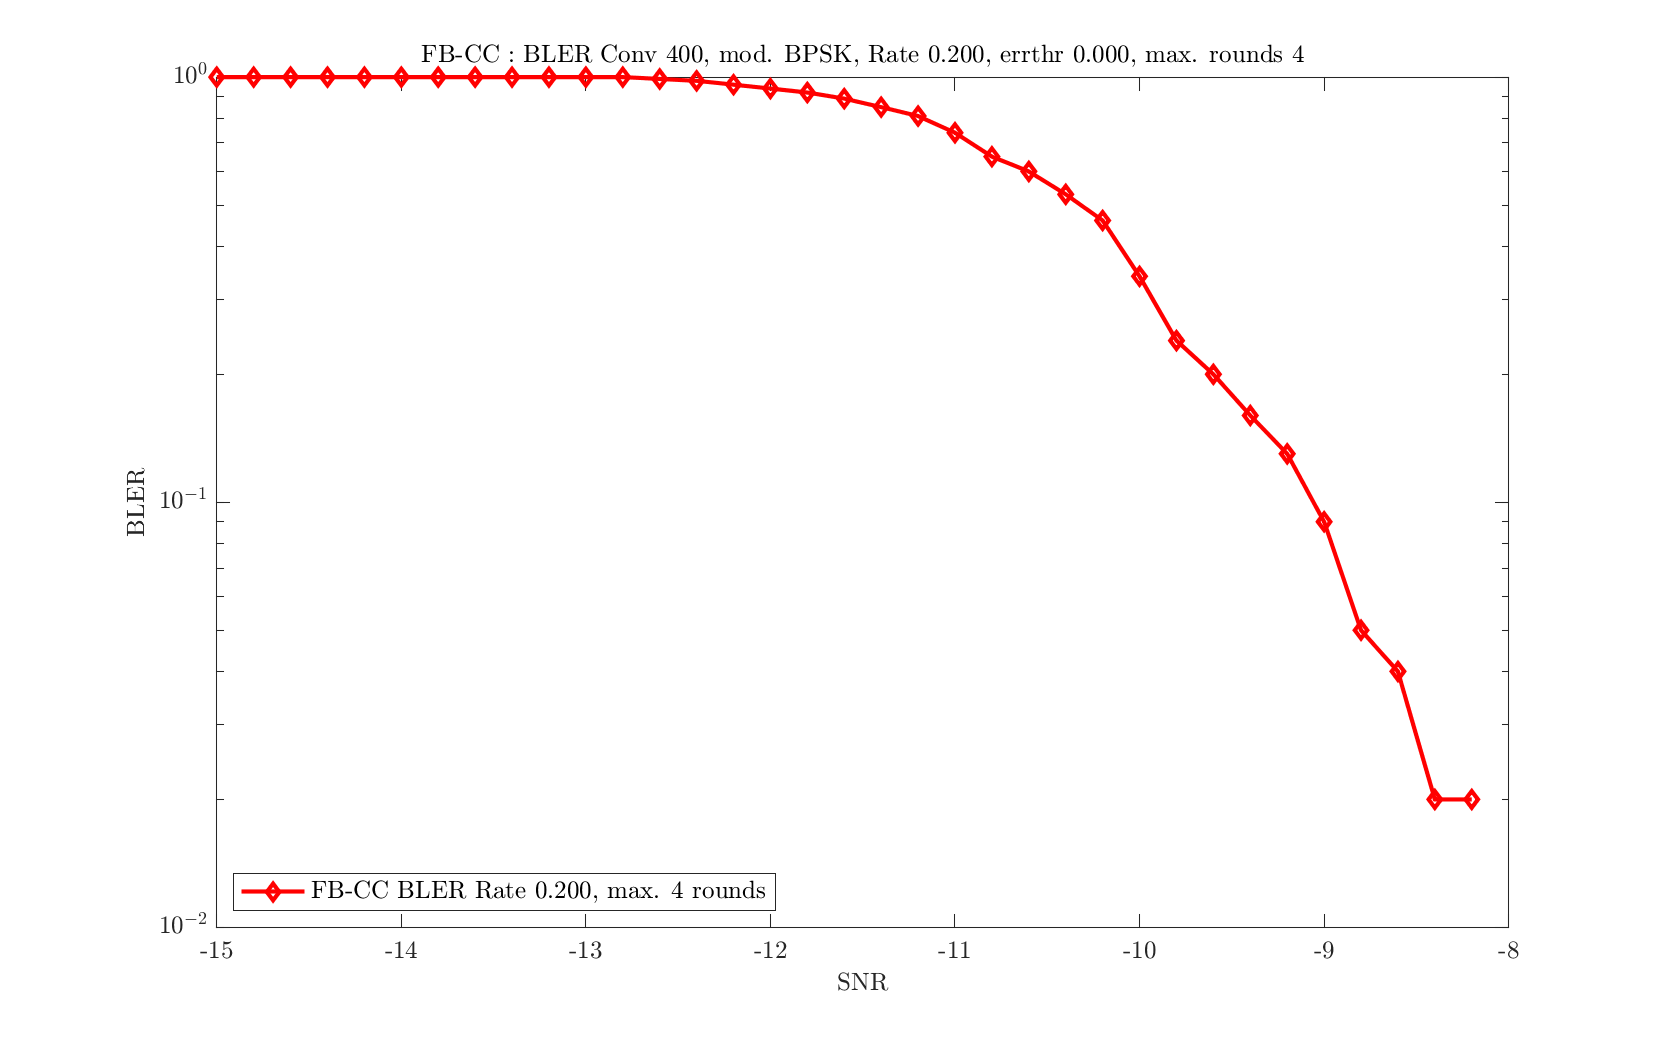 FB-CC : BLER Conv 400, mod. BPSK, Rate 0.200, errthr 0.000, max. rounds 4
10^0
10^{-1}
10^{-2}
BLER
FB-CC BLER Rate 0.200, max. 4 rounds
-15 -14 -13 -12 -11 -10 -9 -8
SNR